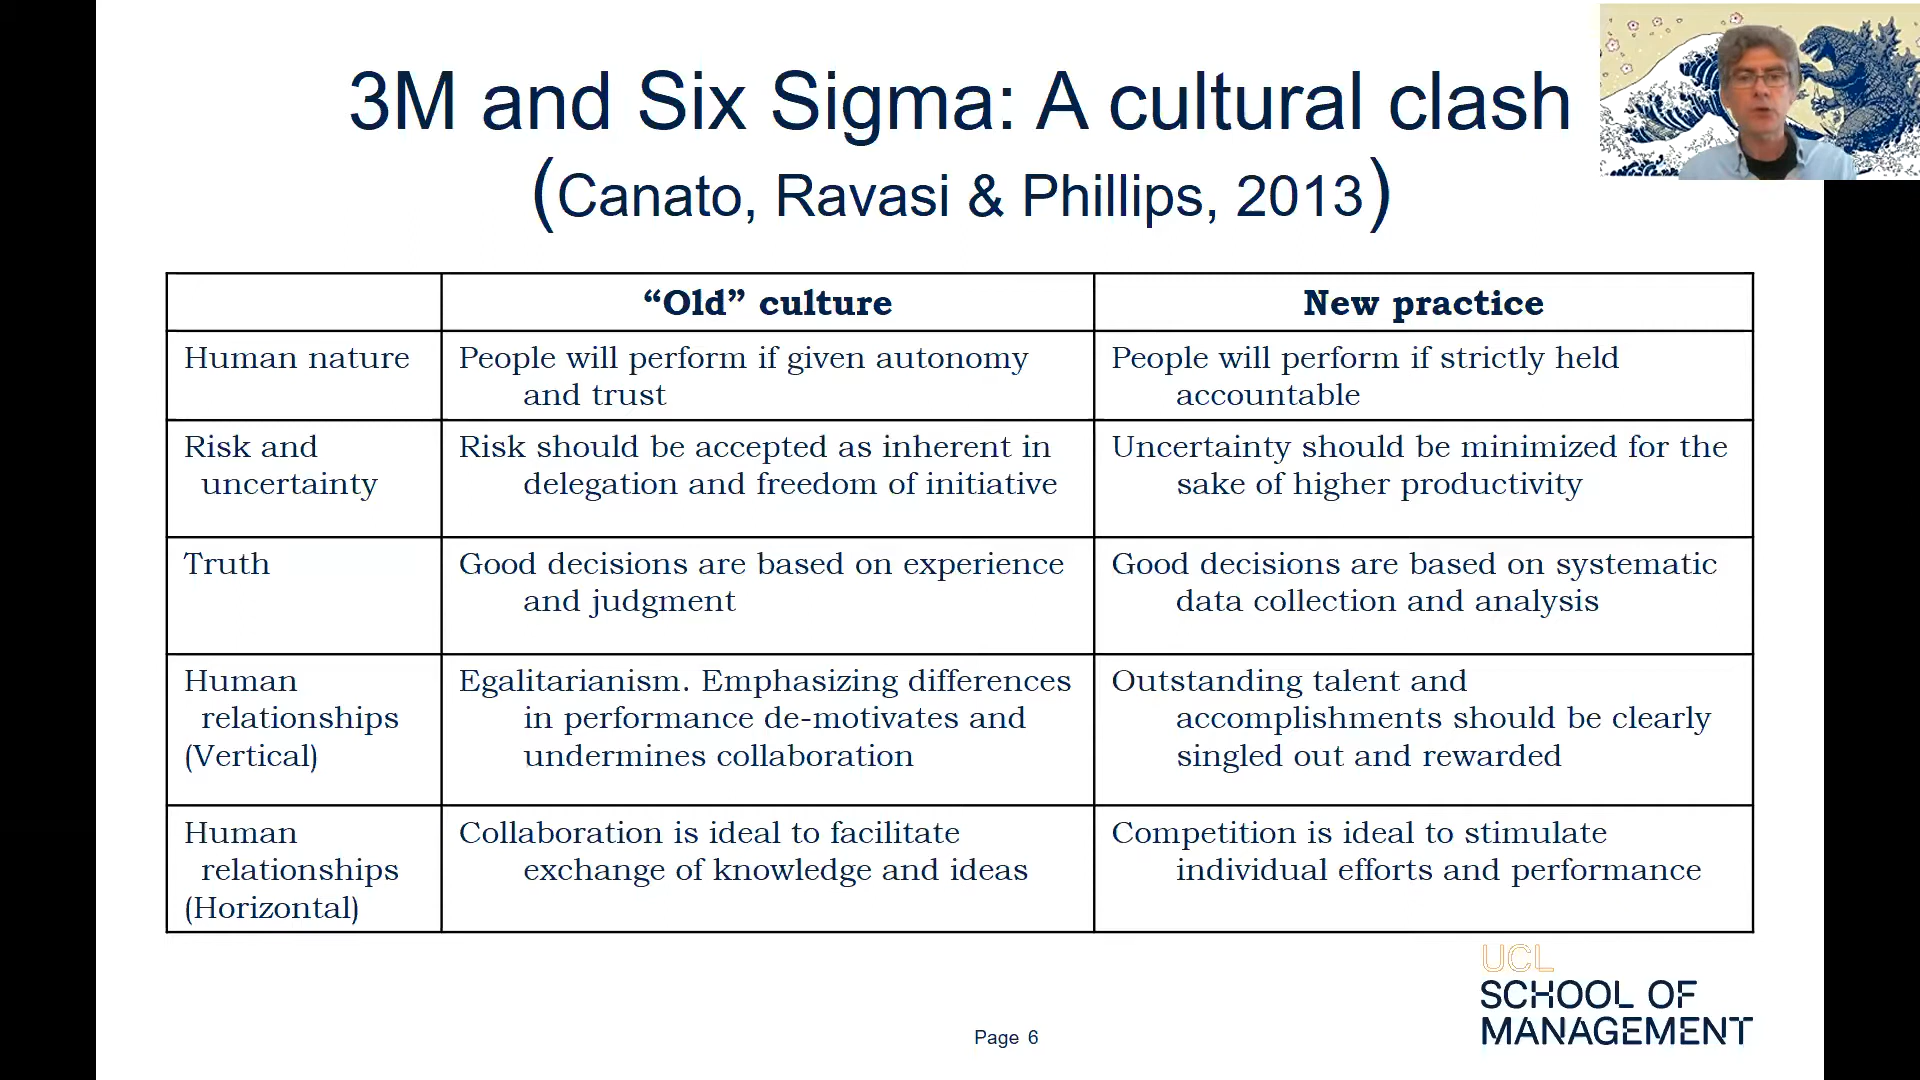 3M and Six Sigma: A cultural clash
(Canato, Ravasi & Phillips, 2013)
“Old” culture
New practice
Human nature
People will perform if given autonomy
and trust
People will perform if strictly held
accountable
Risk and
uncertainty
Risk should be accepted as inherent in
delegation and freedom of initiative
Uncertainty should be minimized for the
sake of higher productivity
Truth
Good decisions are based on experience
and judgment
Good decisions are based on systematic
data collection and analysis
Human
relationships
(Vertical)
Egalitarianism. Emphasizing differences
in performance de-motivates and
undermines collaboration
Outstanding talent and
accomplishments should be clearly
singled out and rewarded
Human
relationships
(Horizontal)
Collaboration is ideal to facilitate
exchange of knowledge and ideas
Competition is ideal to stimulate
individual efforts and performance
UCL
SCHOOL OF
MANAGEMENT
Page 6